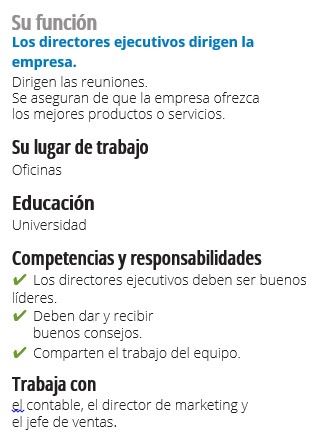 Su función
Los directores ejecutivos dirigen la
empresa.
Dirigen las reuniones.
Se aseguran de que la empresa ofrezca
los mejores productos o servicios.
Su lugar de trabajo
Oficinas
Educación
Universidad
Competencias y responsabilidades
✔ Los directores ejecutivos deben ser buenos
líderes.
✔ Deben dar y recibir
buenos consejos.
✔ Comparten el trabajo del equipo.
Trabaja con
el contable, el director de marketing y
el jefe de ventas.